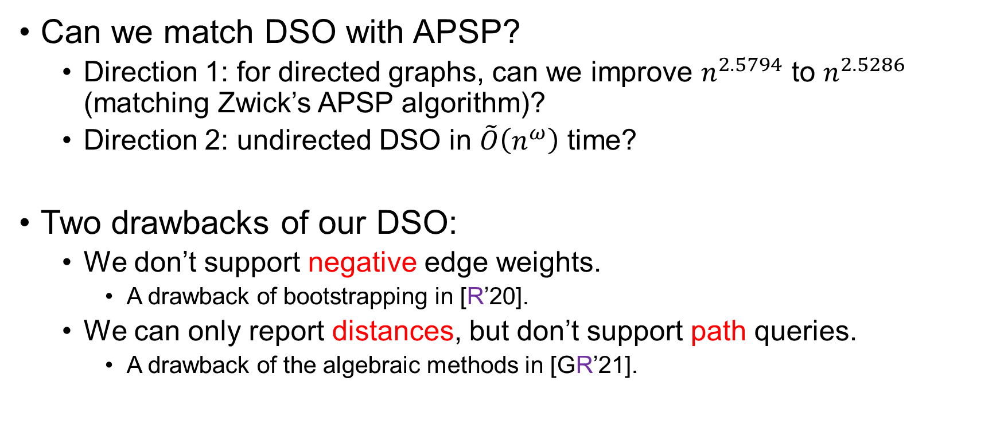 • Can we match DSO with APSP?
• Direction 1: for directed graphs, can we improve $n^{2.5794}$ to $n^{2.5286}$
(matching Zwick’s APSP algorithm)?
• Direction 2: undirected DSO in $\tilde{O}(n^{\omega})$ time?
• Two drawbacks of our DSO:
• We don’t support negative edge weights.
• A drawback of bootstrapping in [R’20].
• We can only report distances, but don’t support path queries.
• A drawback of the algebraic methods in [GR’21].